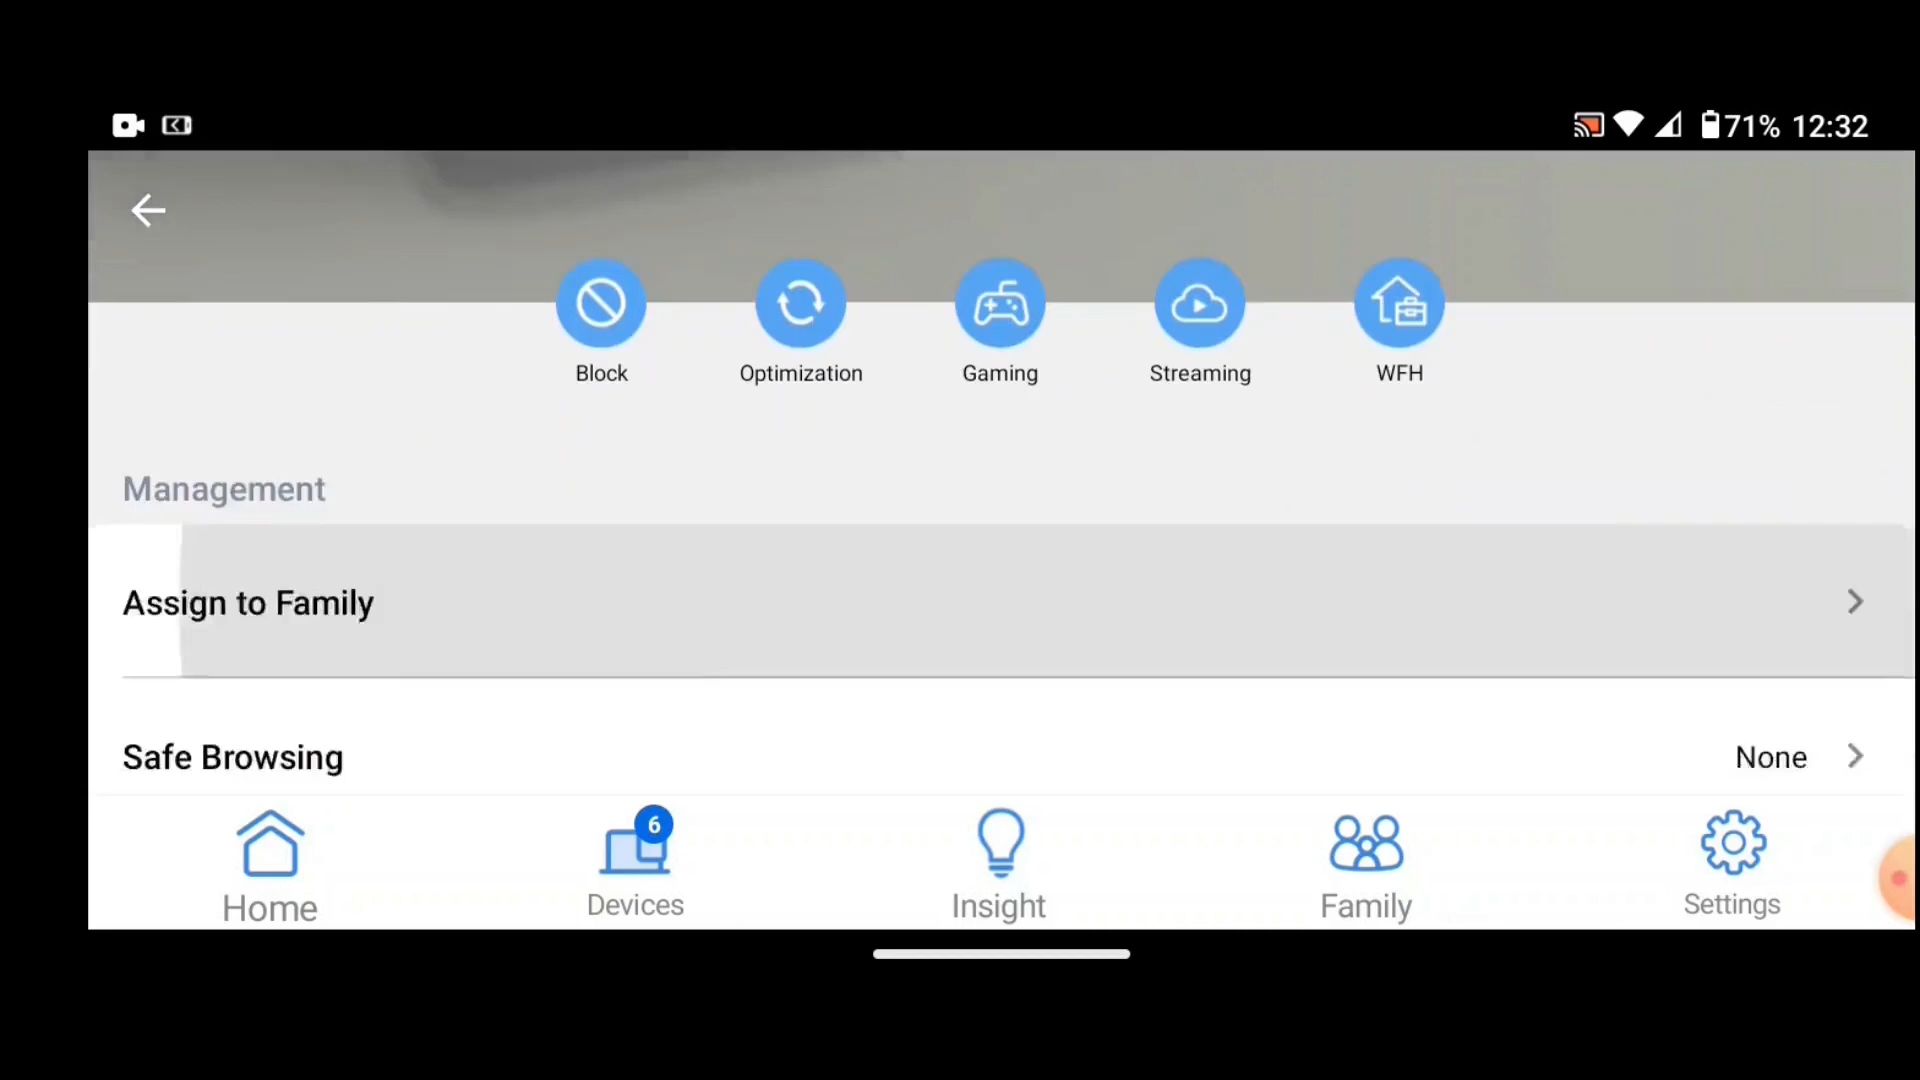 71% 12:32
Block Optimization Gaming Streaming WFH
Management
Assign to Family
Safe Browsing None
6
Home Devices Insight Family Settings